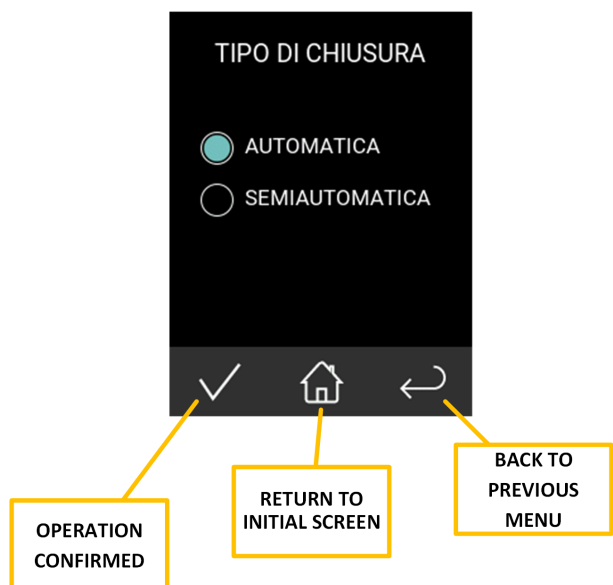 TIPO DI CHIUSURA
AUTOMATICA
SEMIAUTOMATICA
OPERATION
CONFIRMED
RETURN TO
INITIAL SCREEN
BACK TO
PREVIOUS
MENU